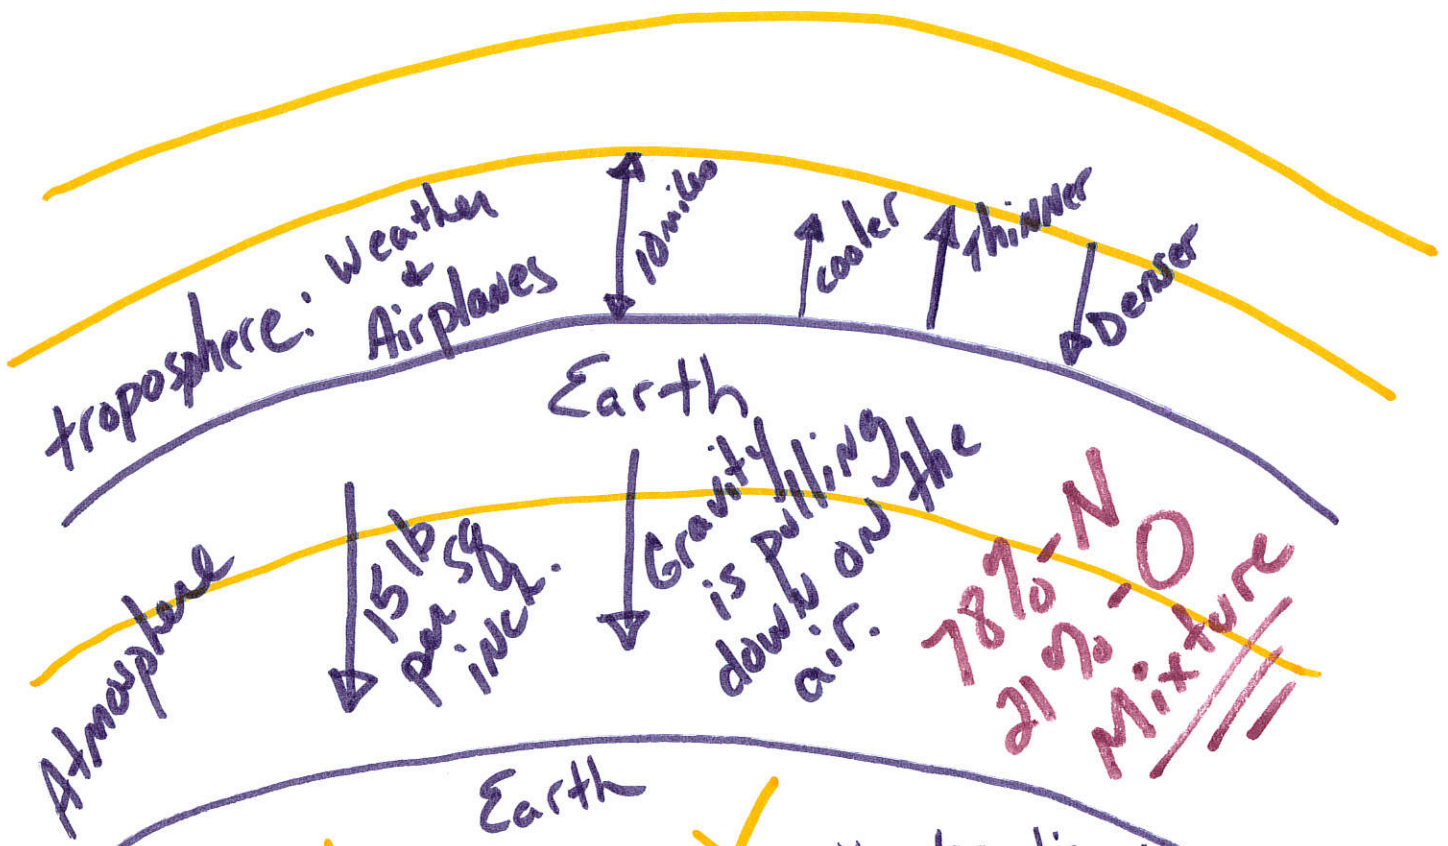 troposphere: Weather
+
Airplanes
10 miles
cooler
thinner
Denser
Earth
Atmosphere
15 lb
per sq
inch.
Gravity
is pulling
down on the
air.
78% - N
21% - O
Mixture
Earth